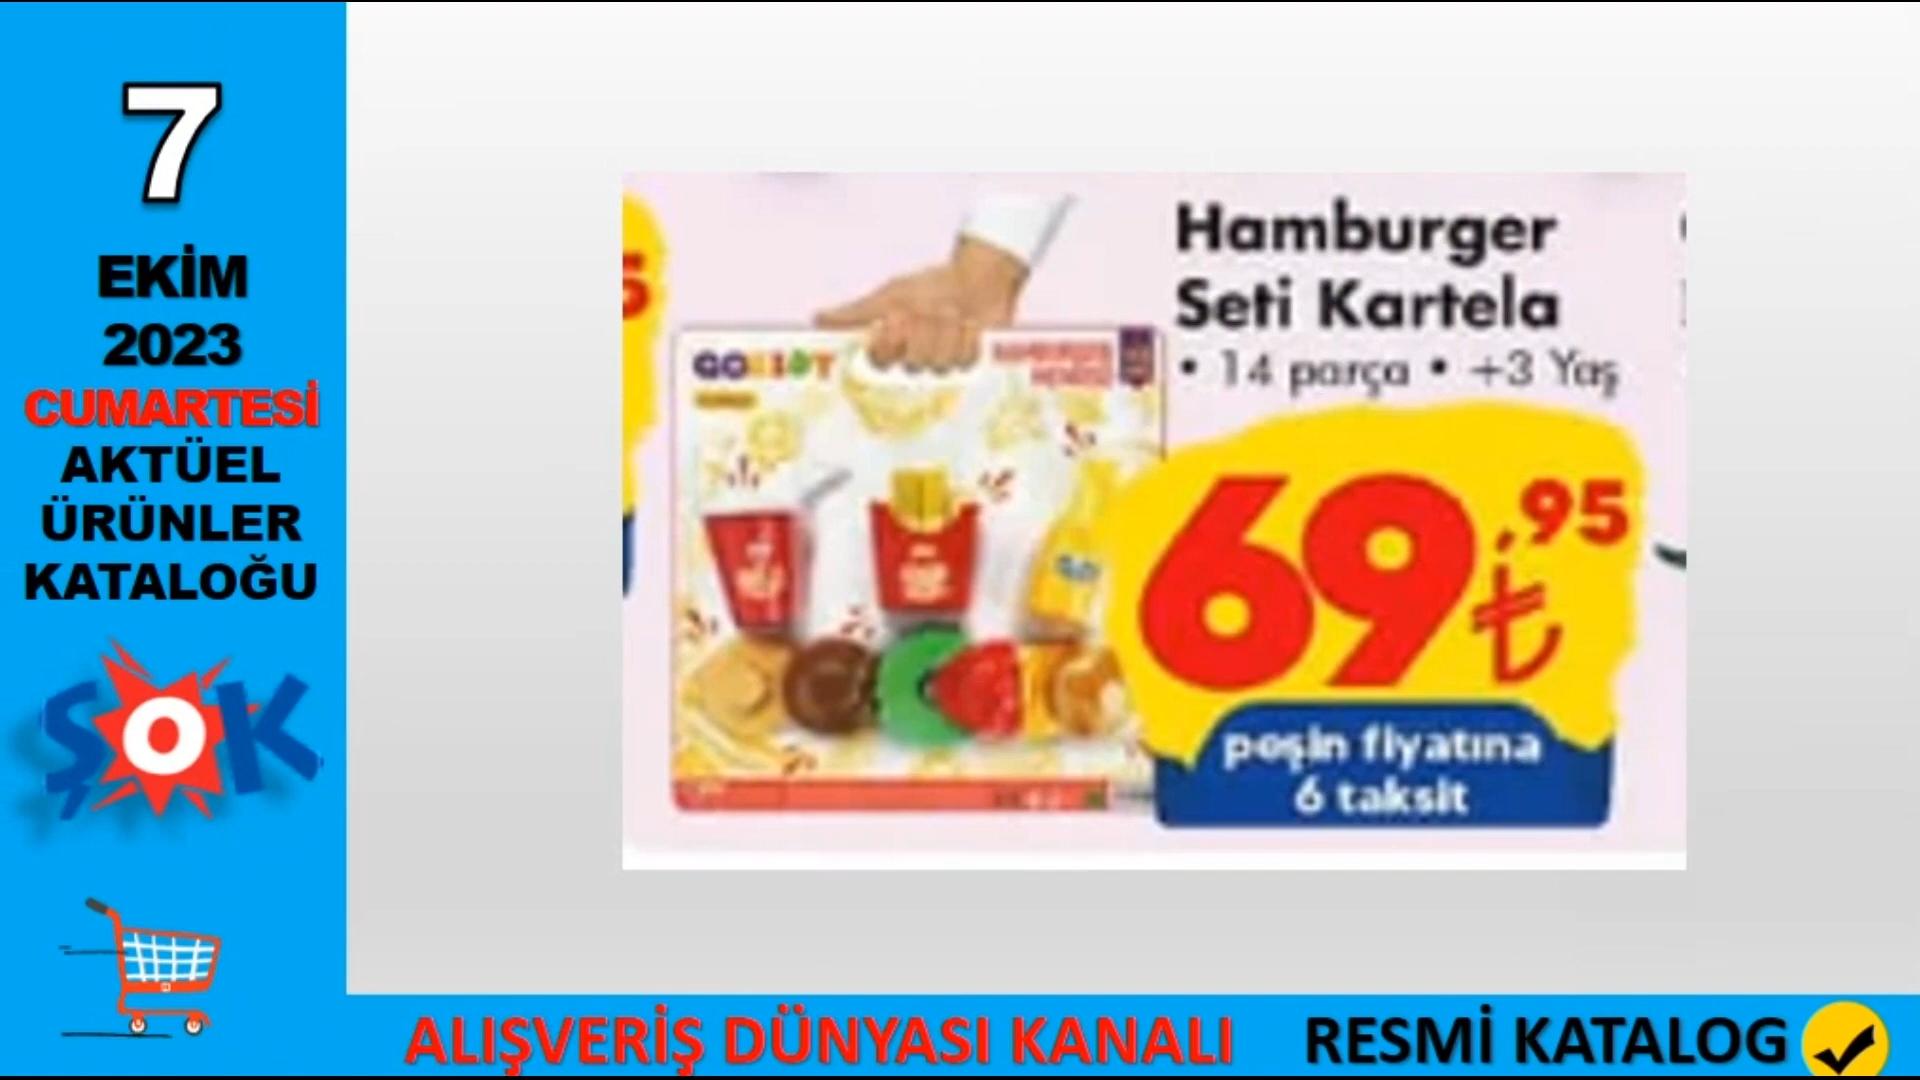 7
EKİM
2023
CUMARTESİ
AKTÜEL
ÜRÜNLER
KATALOĞU
ŞOK
Hamburger
Seti Kartela
• 14 parça • +3 Yaş
69,95
₺
peşin fiyatına
6 taksit
ALIŞVERİŞ DÜNYASI KANALI RESMİ KATALOG